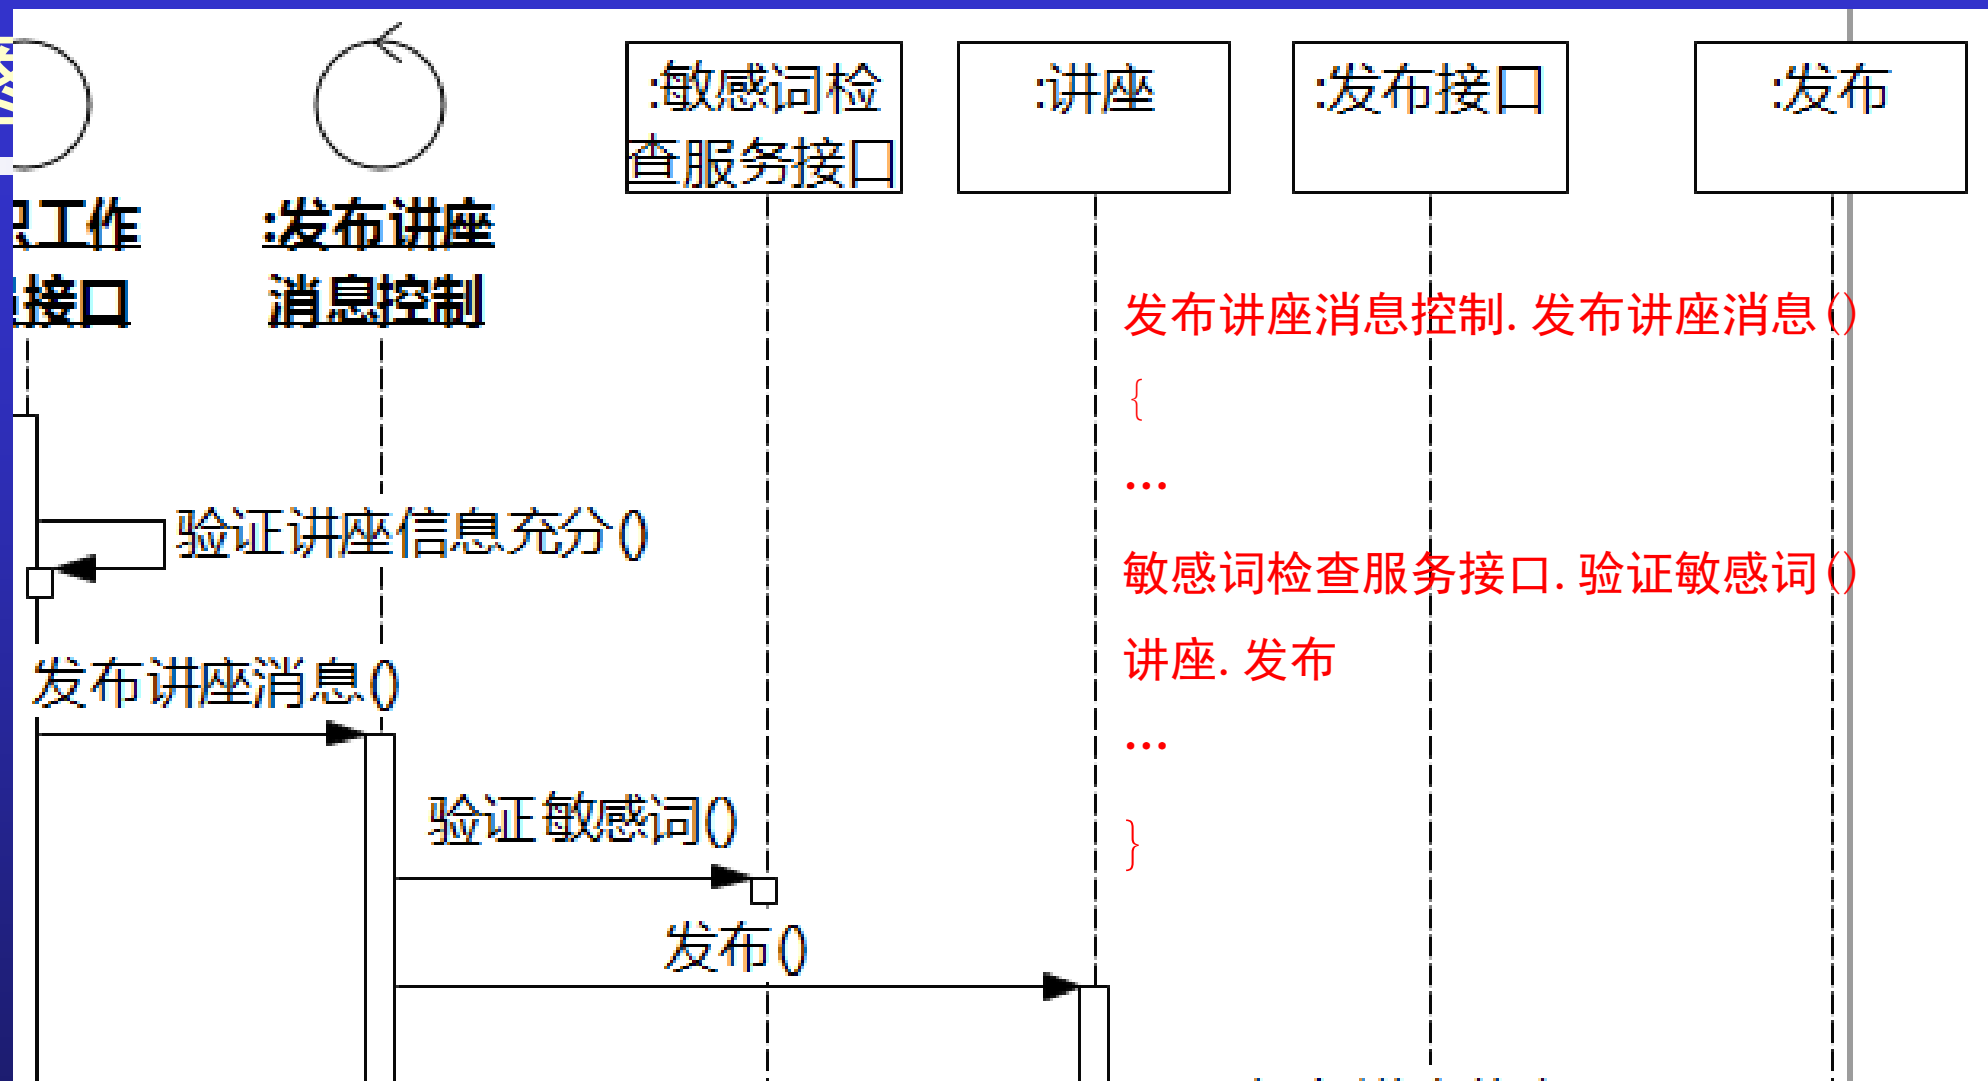 :敏感词检
查服务接口
:讲座
:发布接口
:发布
工作
接口
:发布讲座
消息控制
发布讲座消息控制. 发布讲座消息()
{
...
敏感词检查服务接口. 验证敏感词()
讲座. 发布
...
}
验证讲座信息充分()
发布讲座消息()
验证敏感词()
发布()